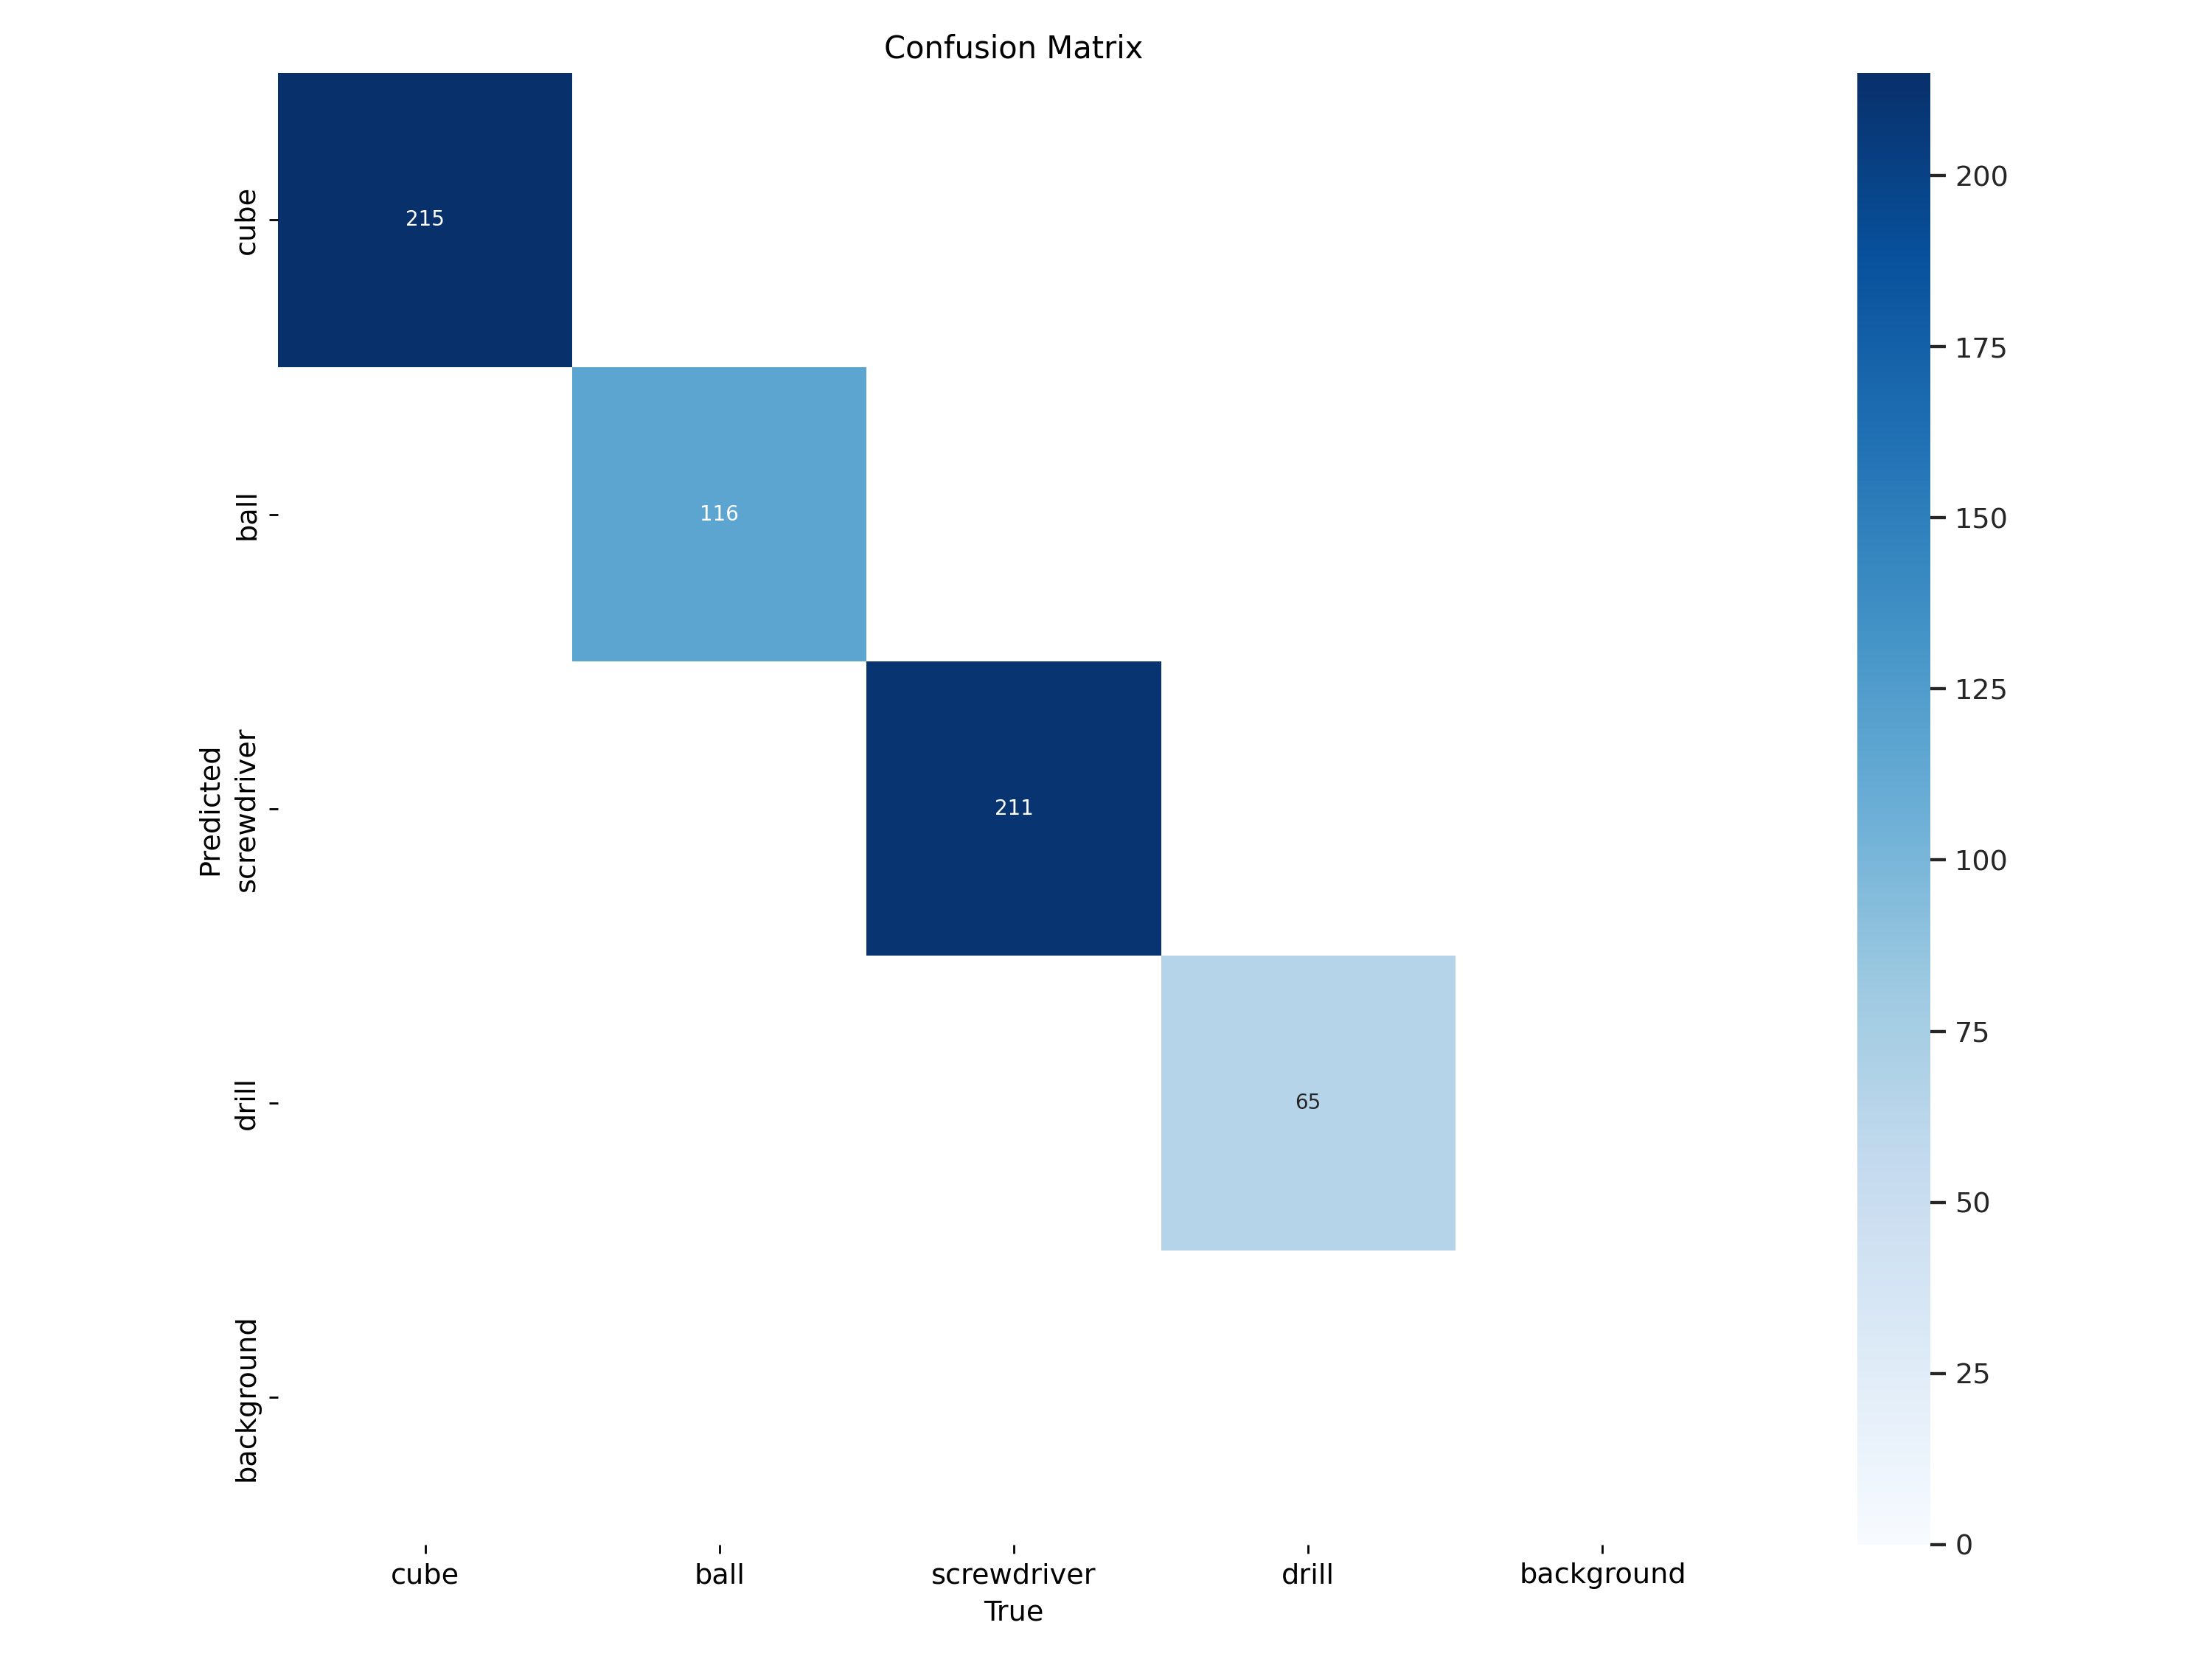 Confusion Matrix
cube
215
ball
116
Predicted
screwdriver
211
drill
65
background
cube
ball
screwdriver
drill
background
True
200
175
150
125
100
75
50
25
0